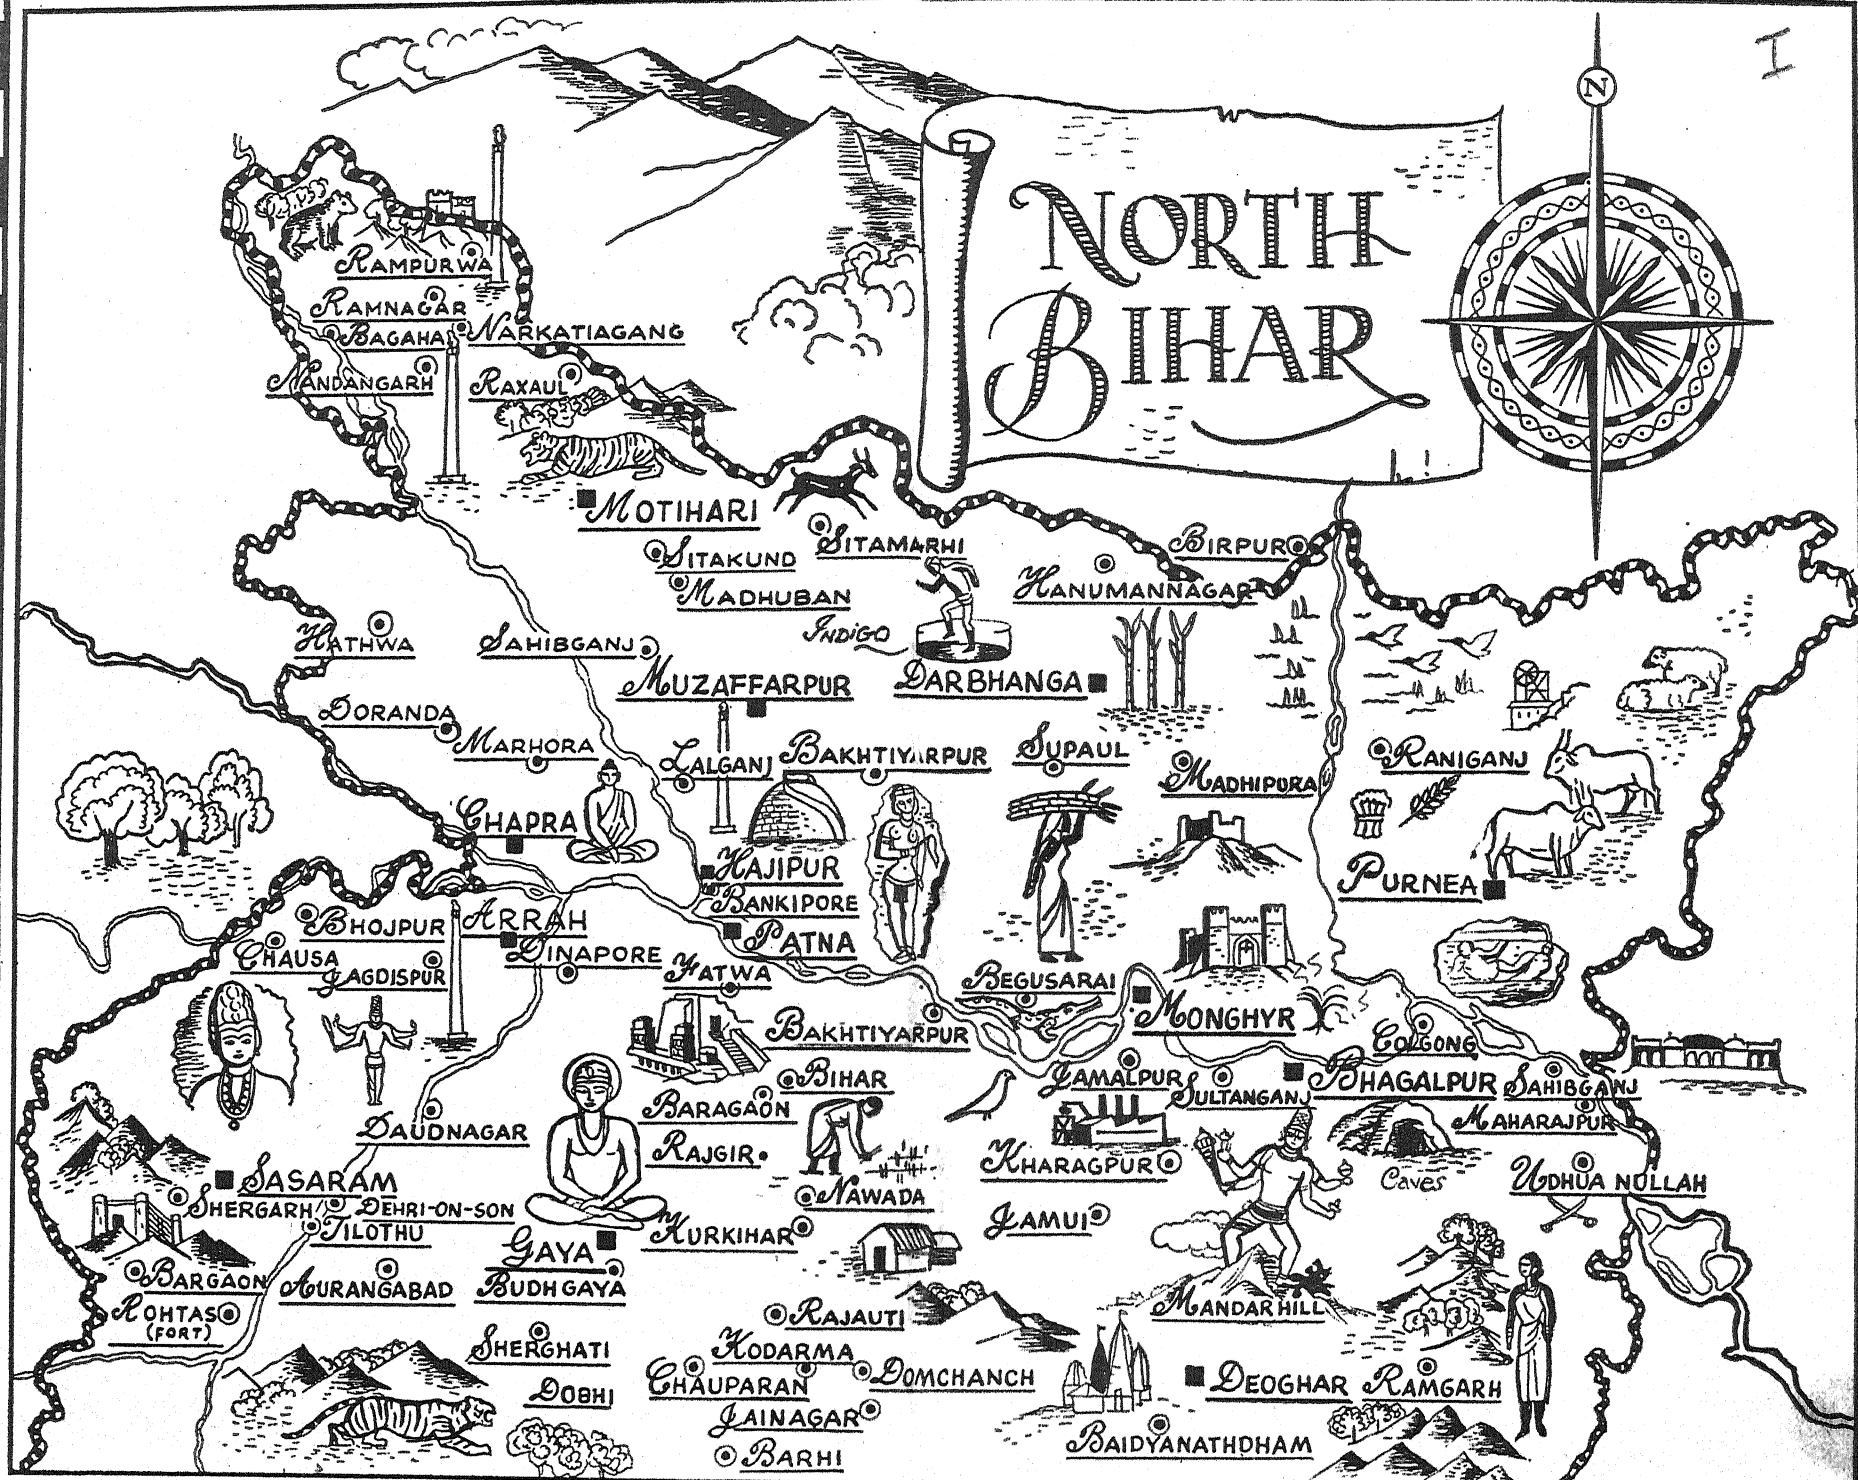 I
N
NORTH
BIHAR
RAMPURWA
RAMNAGAR
BAGAHA
NARKATIAGANG
NANDANGARH
RAXAUL
MOTIHARI
SITAKUND
SITAMARHI
MADHUBAN
BIRPUR
HANUMANNAGAR
INDIGO
HATHWA
SAHIBGANJ
MUZAFFARPUR
DARBHANGA
DORANDA
MARHORA
LALGANJ
BAKHTIYARPUR
SUPAUL
MADHIPURA
RANIGANJ
CHAPRA
HAJIPUR
BANKIPORE
PURNEA
BHOJPUR
ARRAH
PATNA
CHAUSA
JAGDISPUR
DINAPORE
FATWA
BEGUSARAI
BAKHTIYARPUR
MONGHYR
COLGONG
BIHAR
JAMALPUR
SULTANGANJ
BHAGALPUR
SAHIBGANJ
BARAGAON
MAHARAJPUR
DAUDNAGAR
RAJGIR
KHARAGPUR
Caves
UDHUA NULLAH
SASARAM
SHERGARH
DEHRI-ON-SON
NAWADA
TILOTHU
KURKIHAR
JAMUI
GAYA
BARGAON
AURANGABAD
BUDHGAYA
ROHTAS
(FORT)
RAJAUTI
MANDAR HILL
SHERGHATI
KODARMA
CHAUPARAN
DOMCHANCH
DOBHI
DEOGHAR
RAMGARH
JAINAGAR
BARHI
BAIDYANATHDHAM